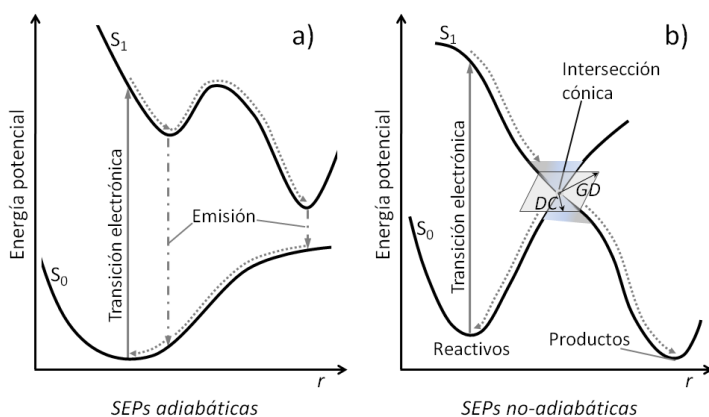 a)
S1
Energía potencial
Transición electrónica
Emisión
S0
r
SEPs adiabáticas
b)
S1
Intersección
cónica
Energía potencial
Transición electrónica
GD
DC
S0
Reactivos
Productos
r
SEPs no-adiabáticas